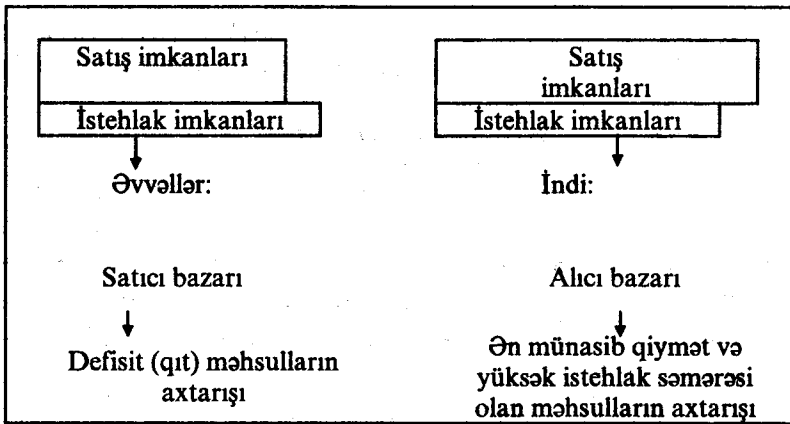 Satış imkanları
İstehlak imkanları
Əvvəllər:
Satıcı bazarı
Defisit (qıt) məhsulların
axtarışı
Satış
imkanları
İstehlak imkanları
İndi:
Alıcı bazarı
Ən münasib qiymət və
yüksək istehlak səmərəsi
olan məhsulların axtarışı